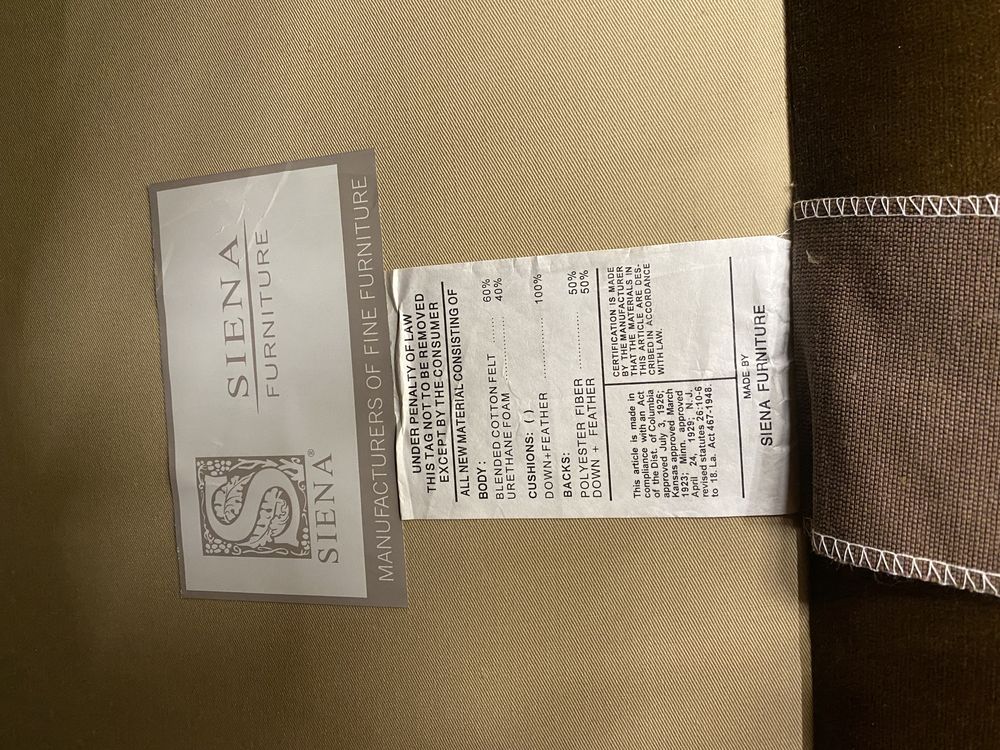 SIENA
FURNITURE
SIENA®
MANUFACTURERS OF FINE FURNITURE
UNDER PENALTY OF LAW
THIS TAG NOT TO BE REMOVED
EXCEPT BY THE CONSUMER
ALL NEW MATERIAL CONSISTING OF
BODY:
BLENDED COTTON FELT ...... 60%
URETHANE FOAM ............ 40%
CUSHIONS: ( )
DOWN+FEATHER ............ 100%
BACKS:
POLYESTER FIBER ............ 50%
DOWN + FEATHER 50%
This article is made in
compliance with an Act
of the Dist. of Columbia
approved July 3, 1926;
Kansas approved March
1923; Minn. approved
April 24, 1929; N.J.
revised statutes 26:10-6
to 18. La. Act 467-1948.
CERTIFICATION IS MADE
BY THE MANUFACTURER
THAT THE MATERIALS IN
THIS ARTICLE ARE DES-
CRIBED IN ACCORDANCE
WITH LAW.
MADE BY
SIENA FURNITURE